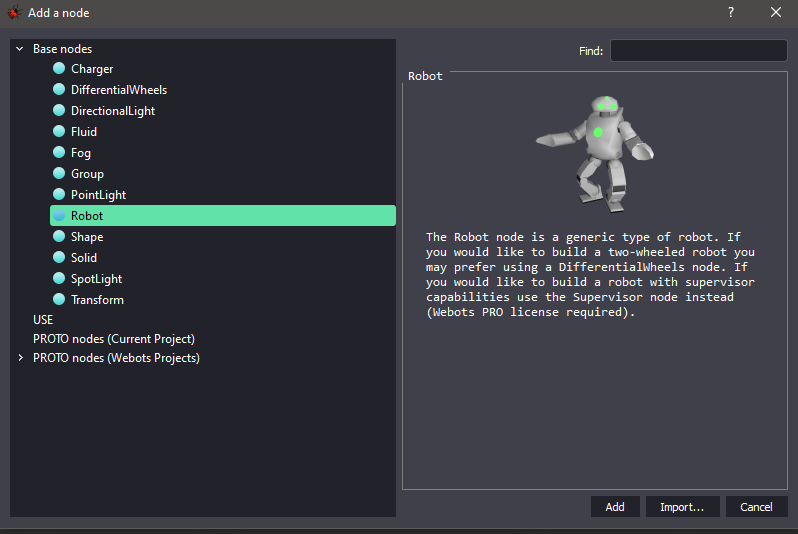 Add a node
?
Base nodes
Find:
Charger
DifferentialWheels
DirectionalLight
Fluid
Fog
Group
PointLight
Robot
Shape
Solid
SpotLight
Transform
USE
PROTO nodes (Current Project)
PROTO nodes (Webots Projects)
Robot
The Robot node is a generic type of robot. If
you would like to build a two-wheeled robot you
may prefer using a DifferentialWheels node. If
you would like to build a robot with supervisor
capabilities use the Supervisor node instead
(Webots PRO license required).
Add
Import...
Cancel